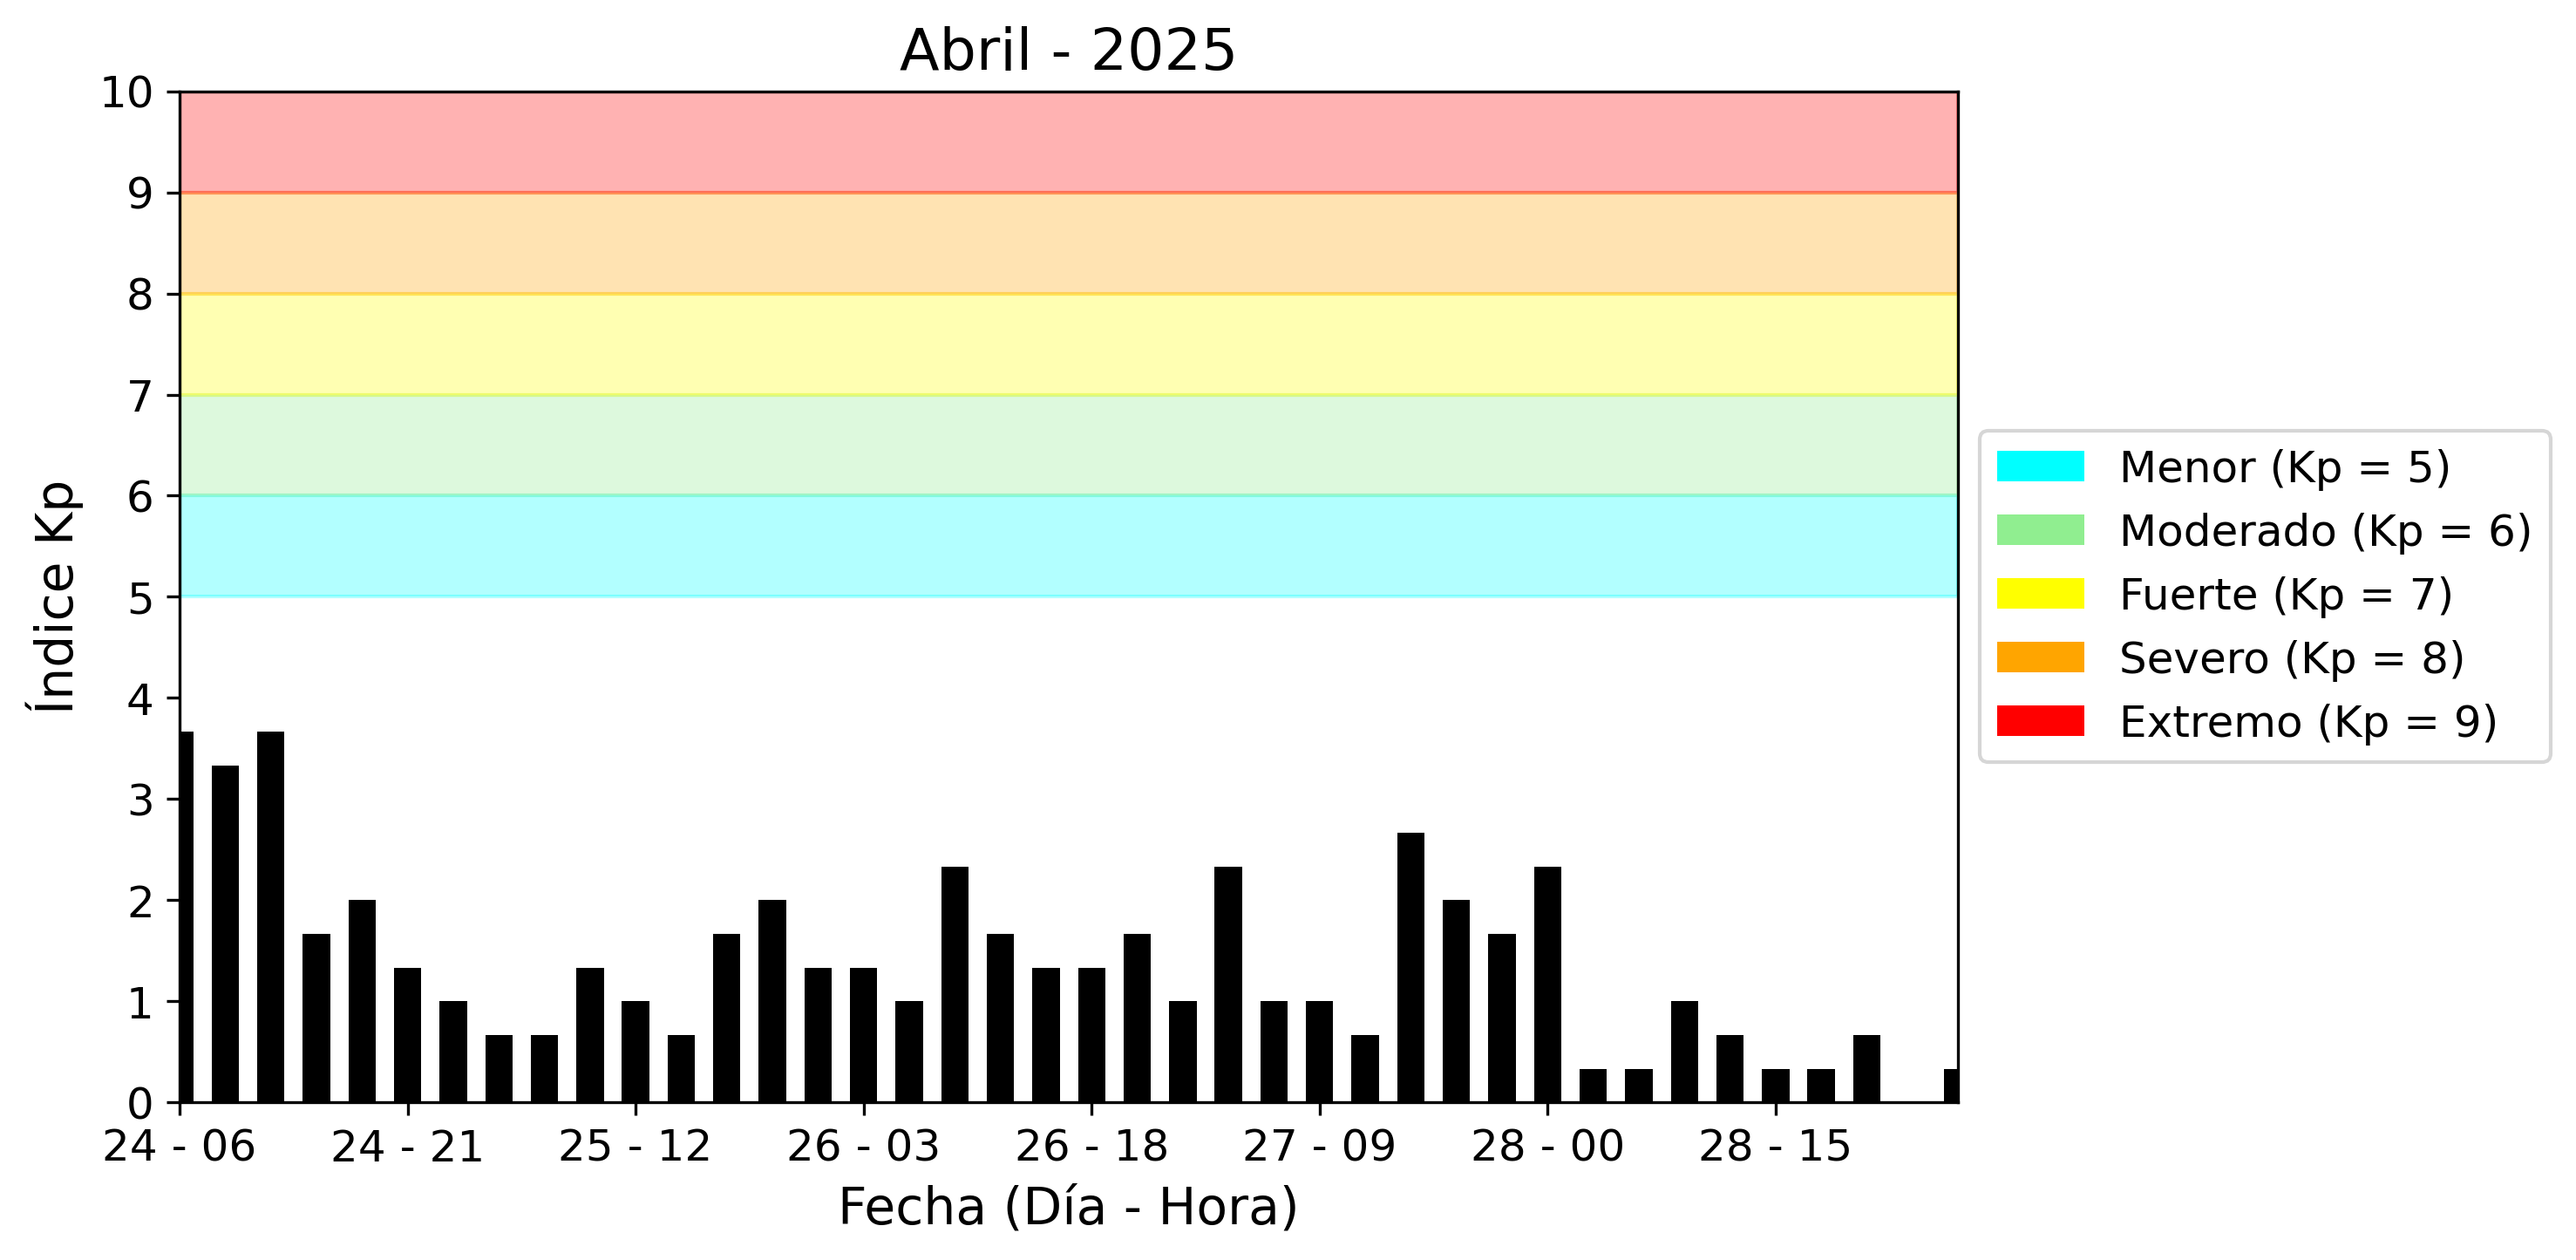 Abril - 2025
10
9
8
7
6
5
4
3
2
1
0
Índice Kp
24 - 06
24 - 21
25 - 12
26 - 03
26 - 18
27 - 09
28 - 00
28 - 15
Fecha (Día - Hora)
Menor (Kp = 5)
Moderado (Kp = 6)
Fuerte (Kp = 7)
Severo (Kp = 8)
Extremo (Kp = 9)